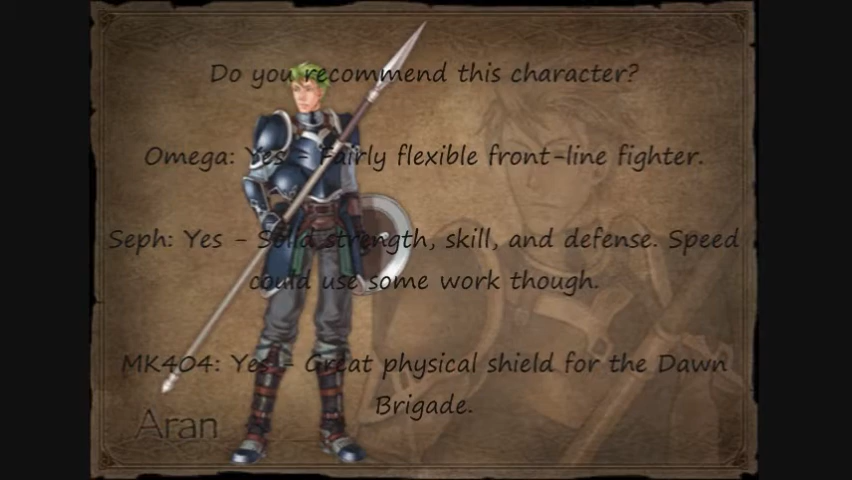 Do you recommend this character?
Omega: Yes - Fairly flexible front-line fighter.
Seph: Yes - Solid strength, skill, and defense. Speed
could use some work though.
MK404: Yes - Great physical shield for the Dawn
Brigade.
Aran